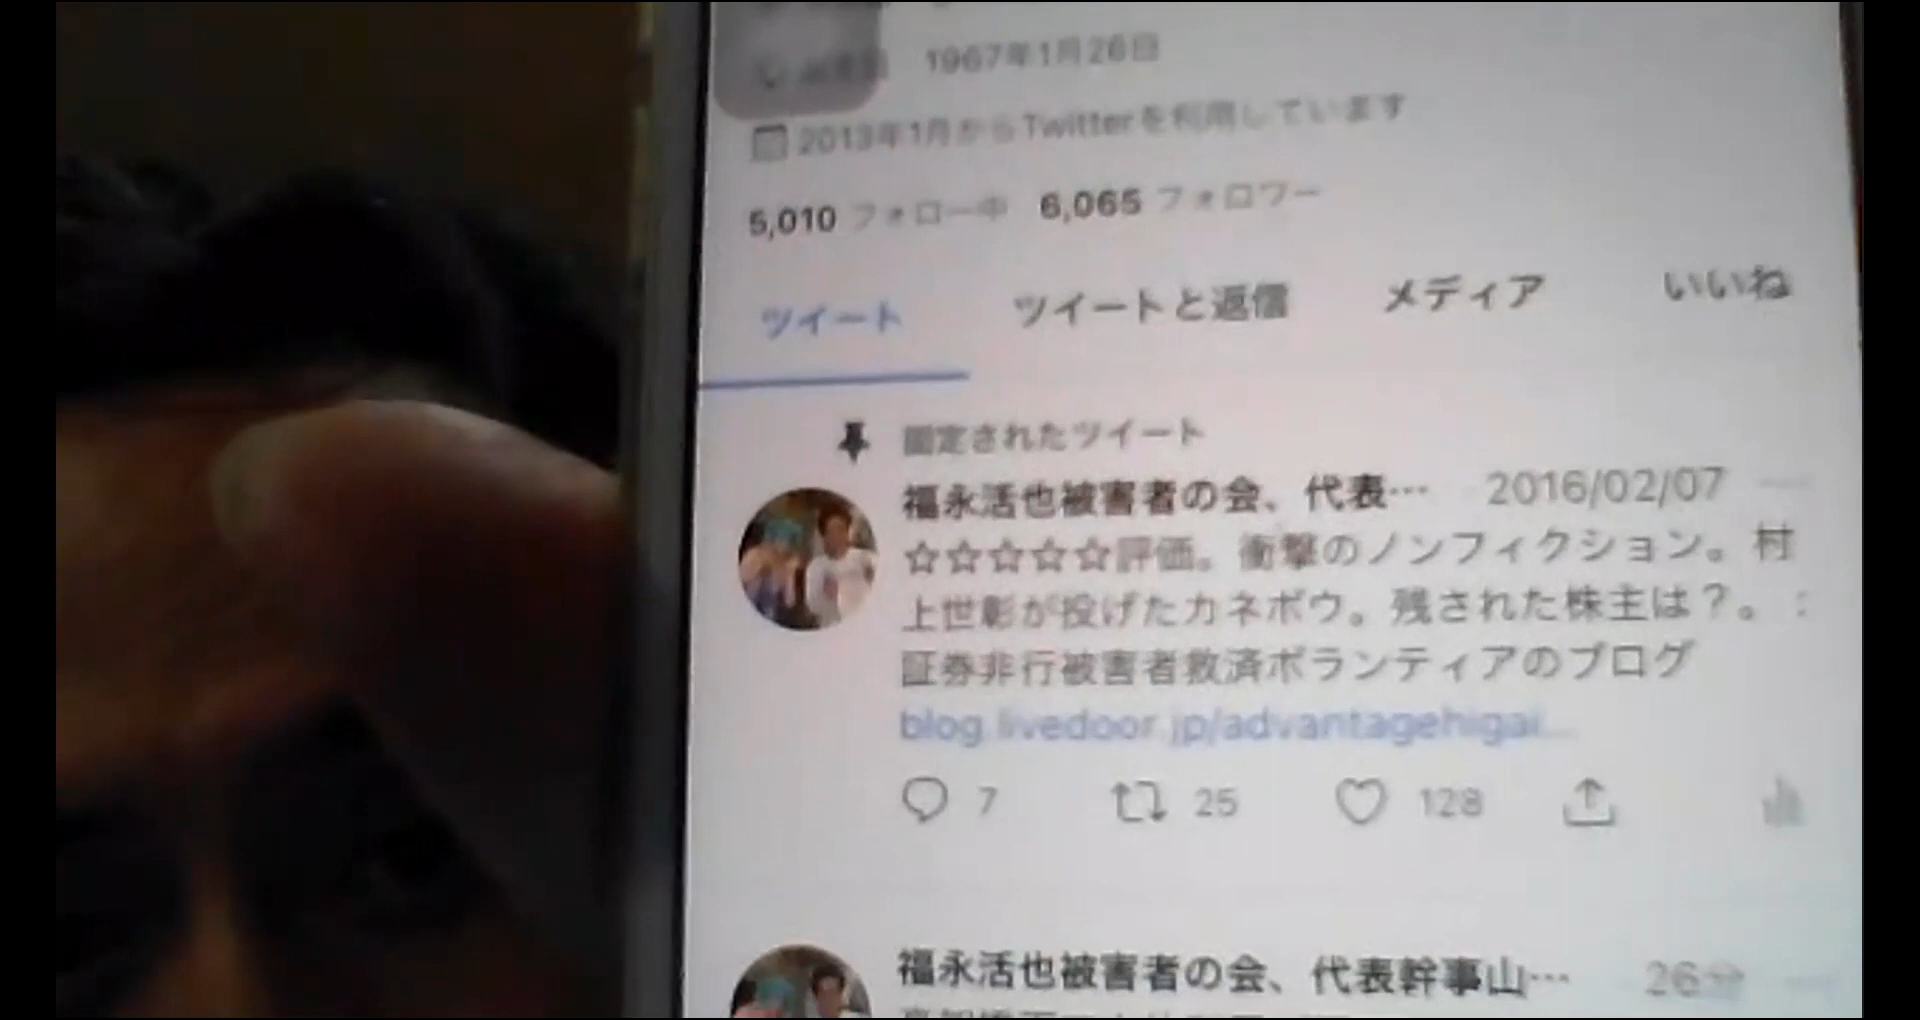 1967年1月26日
2013年1月からTwitterを利用しています
5,010 フォロー中 6,065 フォロワー
ツイート ツイートと返信 メディア いいね
固定されたツイート
福永活也被害者の会、代表… 2016/02/07
☆☆☆☆☆評価。衝撃のノンフィクション。村
上世彰が投げたカネボウ。残された株主は？。:
証券非行被害者救済ボランティアのブログ
blog.livedoor.jp/advantagehigai…
7 25 128
福永活也被害者の会、代表幹事山… 26分